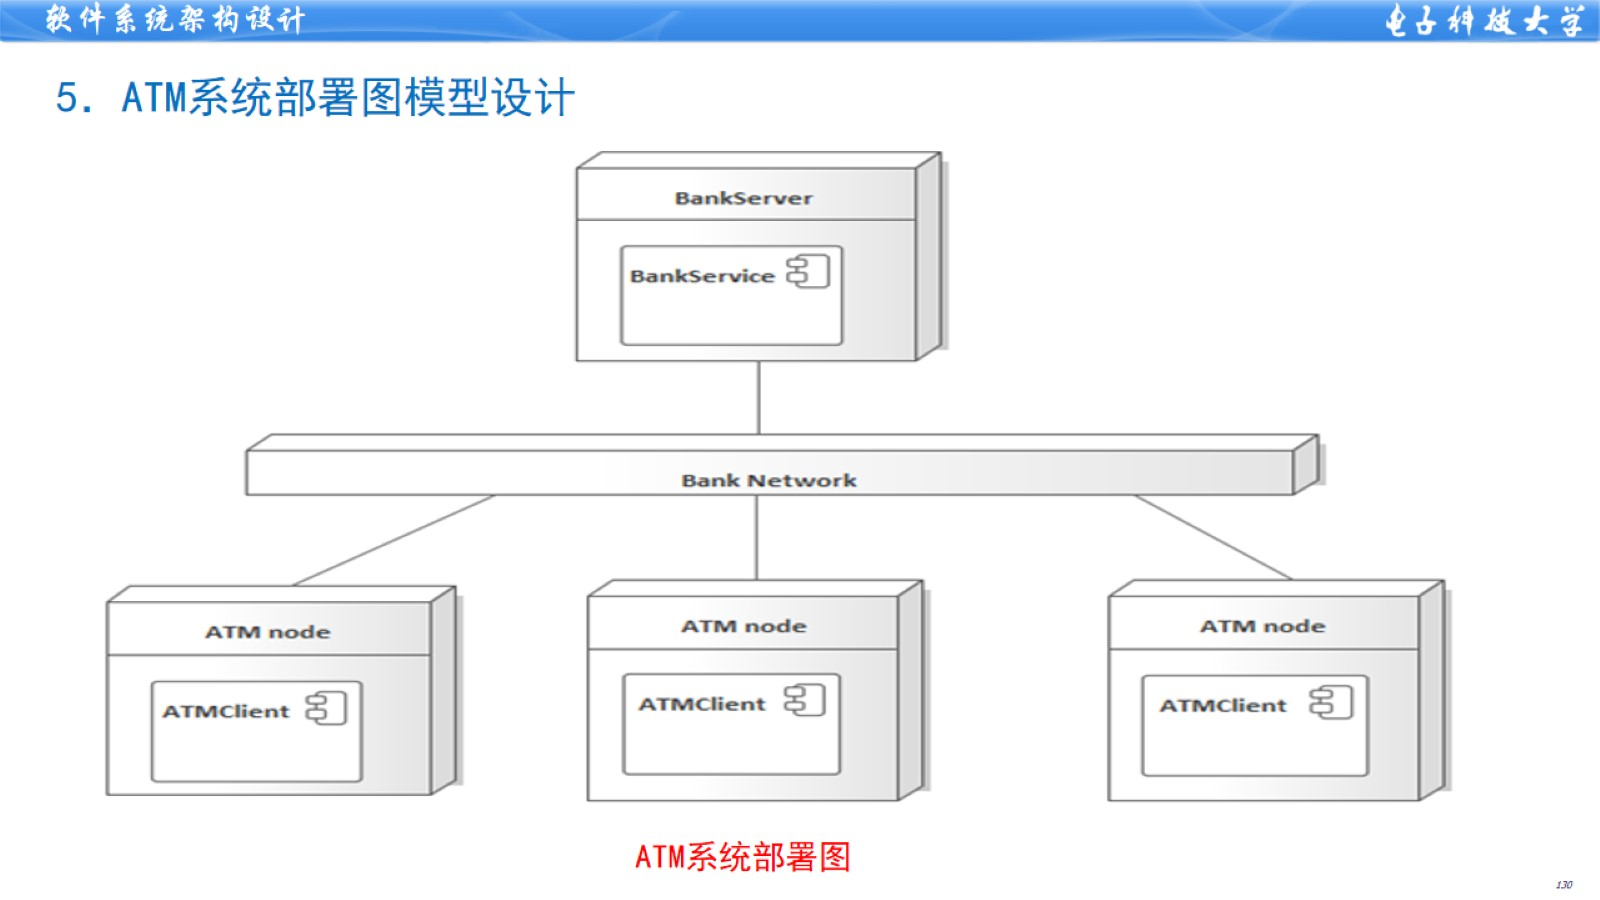 软件系统架构设计
电子科技大学
5. ATM系统部署图模型设计
BankServer
BankService
Bank Network
ATM node
ATM node
ATM node
ATMClient
ATMClient
ATMClient
ATM系统部署图
130